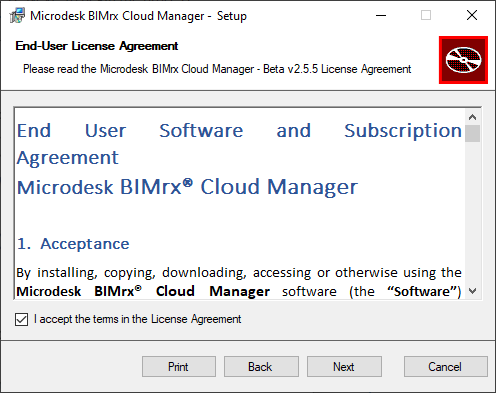 Microdesk BIMrx Cloud Manager - Setup
End-User License Agreement
Please read the Microdesk BIMrx Cloud Manager - Beta v2.5.5 License Agreement
End User Software and Subscription
Agreement
Microdesk BIMrx® Cloud Manager
1. Acceptance
By installing, copying, downloading, accessing or otherwise using the
Microdesk BIMrx® Cloud Manager software (the “Software”)
I accept the terms in the License Agreement
Print Back Next Cancel